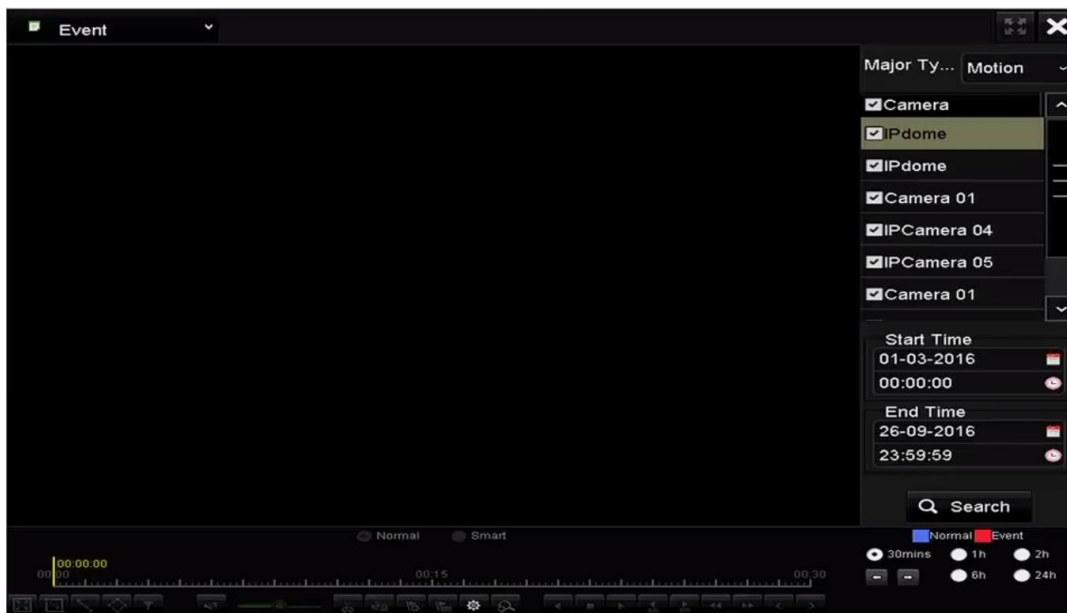 Event
Major Ty... Motion
Camera
IPdome
IPdome
Camera 01
IPCamera 04
IPCamera 05
Camera 01
Start Time
01-03-2016
00:00:00
End Time
26-09-2016
23:59:59
Search
Normal Smart
Normal Event
30mins 1h 2h
6h 24h
00:00:00
00:00 00:15 00:30